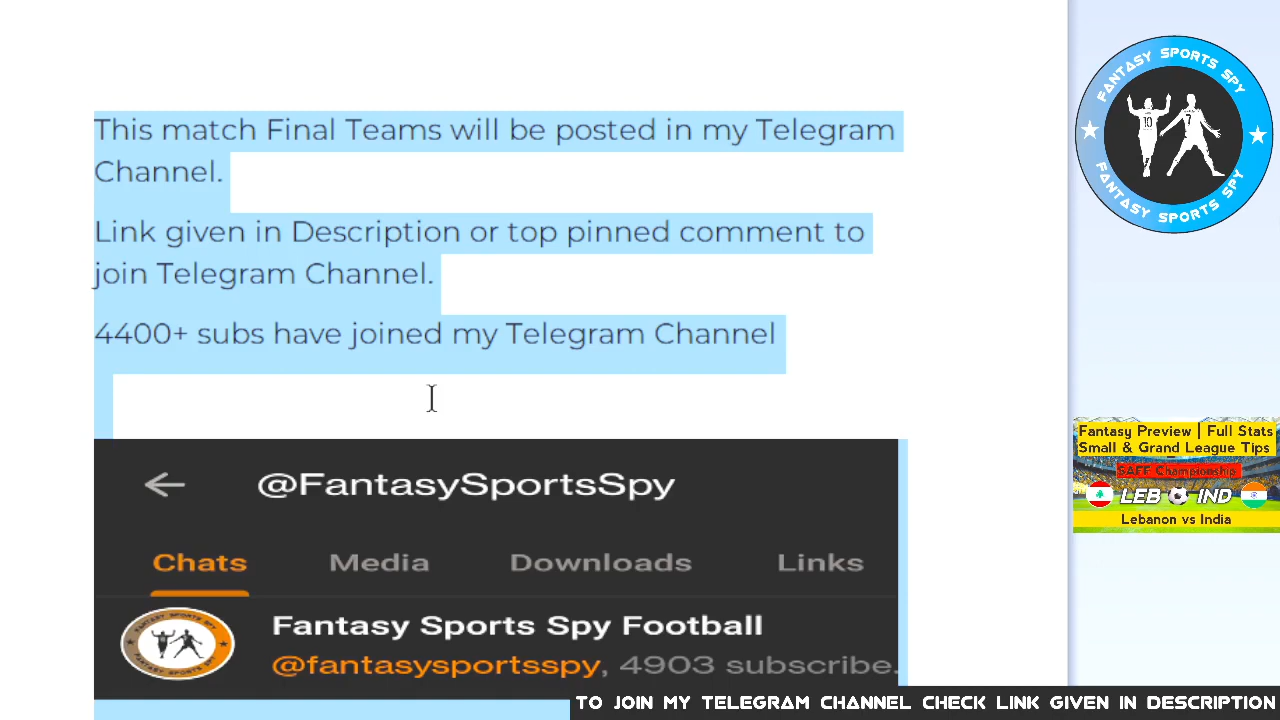 This match Final Teams will be posted in my Telegram
Channel.
Link given in Description or top pinned comment to
join Telegram Channel.
4400+ subs have joined my Telegram Channel
@FantasySportsSpy
Chats Media Downloads Links
Fantasy Sports Spy Football
@fantasysportsspy, 4903 subscribe.
FANTASY SPORTS SPY
10 7
FANTASY SPORTS SPY
Fantasy Preview | Full Stats
Small & Grand League Tips
SAFF Championship
LEB IND
Lebanon vs India
TO JOIN MY TELEGRAM CHANNEL CHECK LINK GIVEN IN DESCRIPTION